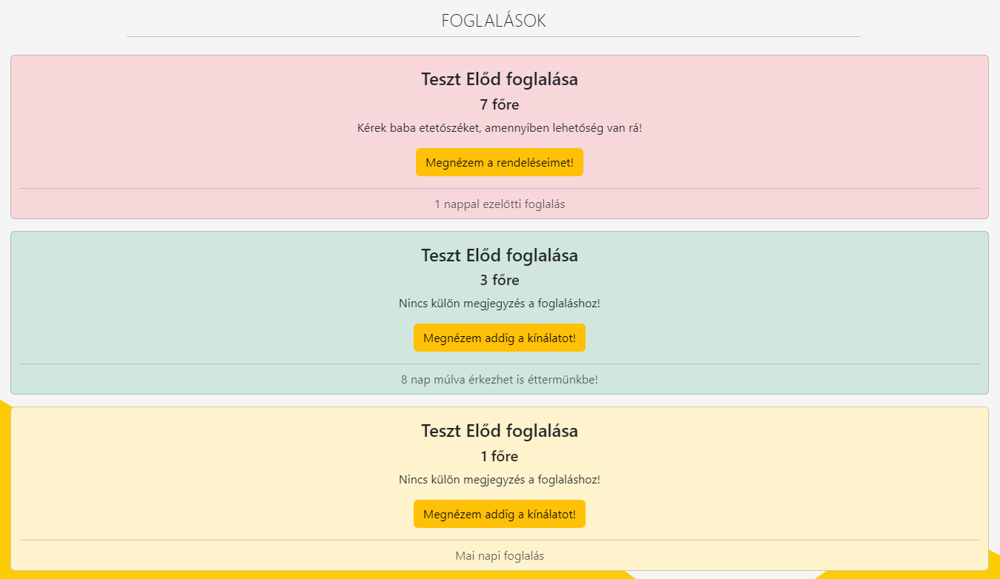 FOGLALÁSOK
Teszt Előd foglalása
7 főre
Kérek baba etetőszéket, amennyiben lehetőség van rá!
Megnézem a rendeléseimet!
1 nappal ezelőtti foglalás
Teszt Előd foglalása
3 főre
Nincs külön megjegyzés a foglaláshoz!
Megnézem addig a kínálatot!
8 nap múlva érkezhet is éttermünkbe!
Teszt Előd foglalása
1 főre
Nincs külön megjegyzés a foglaláshoz!
Megnézem addig a kínálatot!
Mai napi foglalás